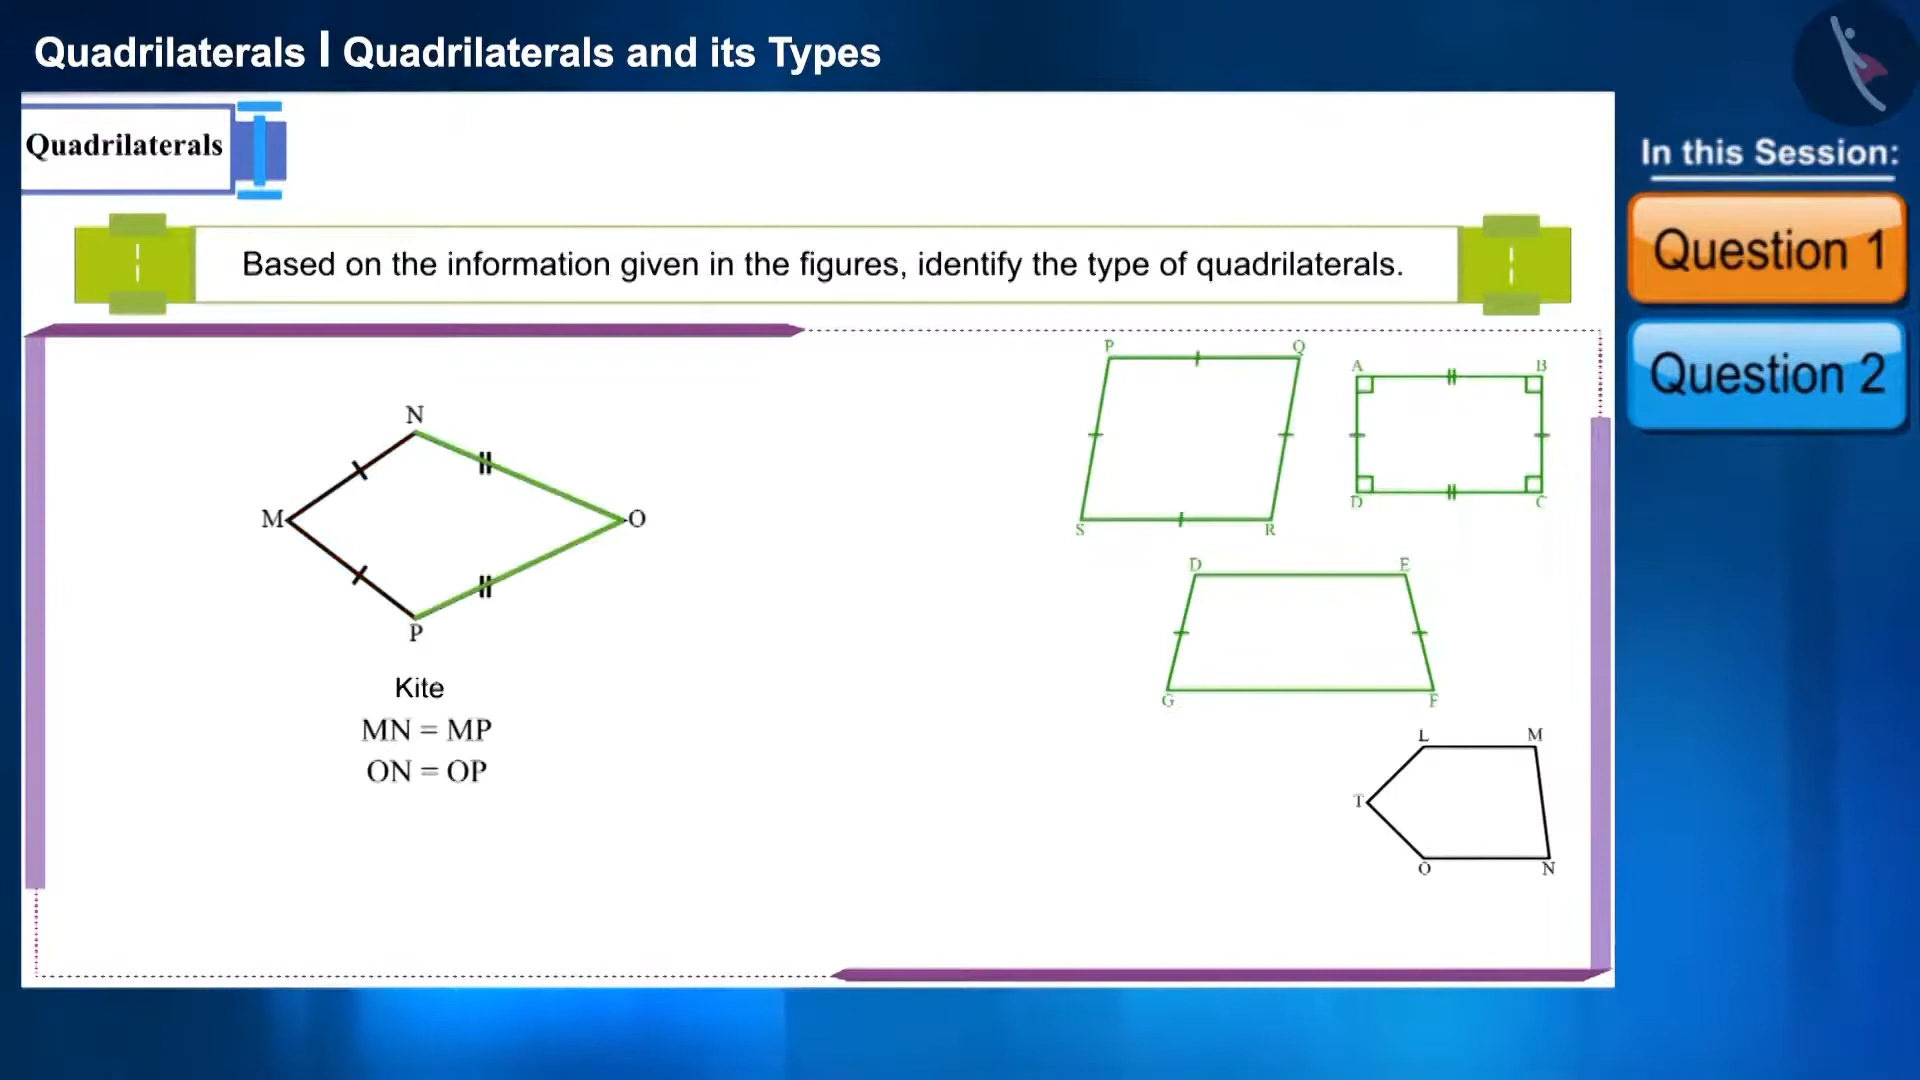 Quadrilaterals | Quadrilaterals and its Types
Quadrilaterals
In this Session:
Question 1
Question 2
Based on the information given in the figures, identify the type of quadrilaterals.
N
M
O
P
Kite
MN = MP
ON = OP
P Q
S R
A B
D C
D E
G F
L M
T
O N